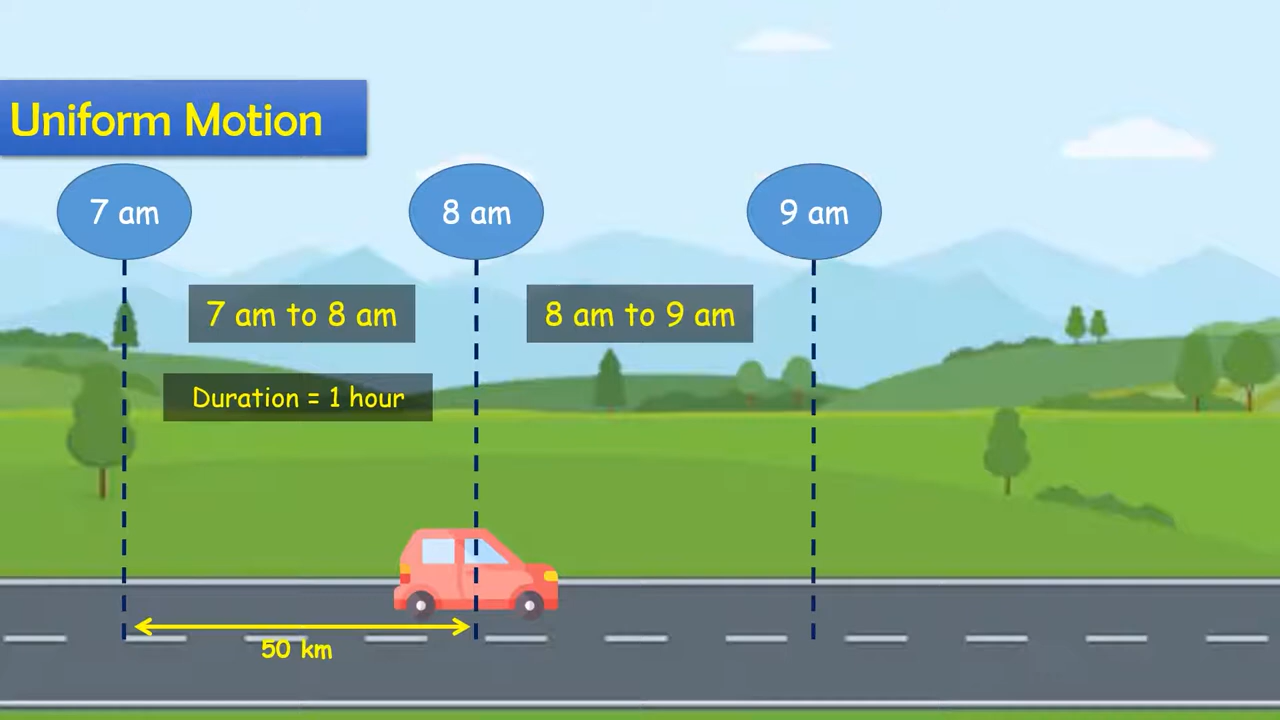 Uniform Motion
7 am
8 am
9 am
7 am to 8 am
8 am to 9 am
Duration = 1 hour
50 km